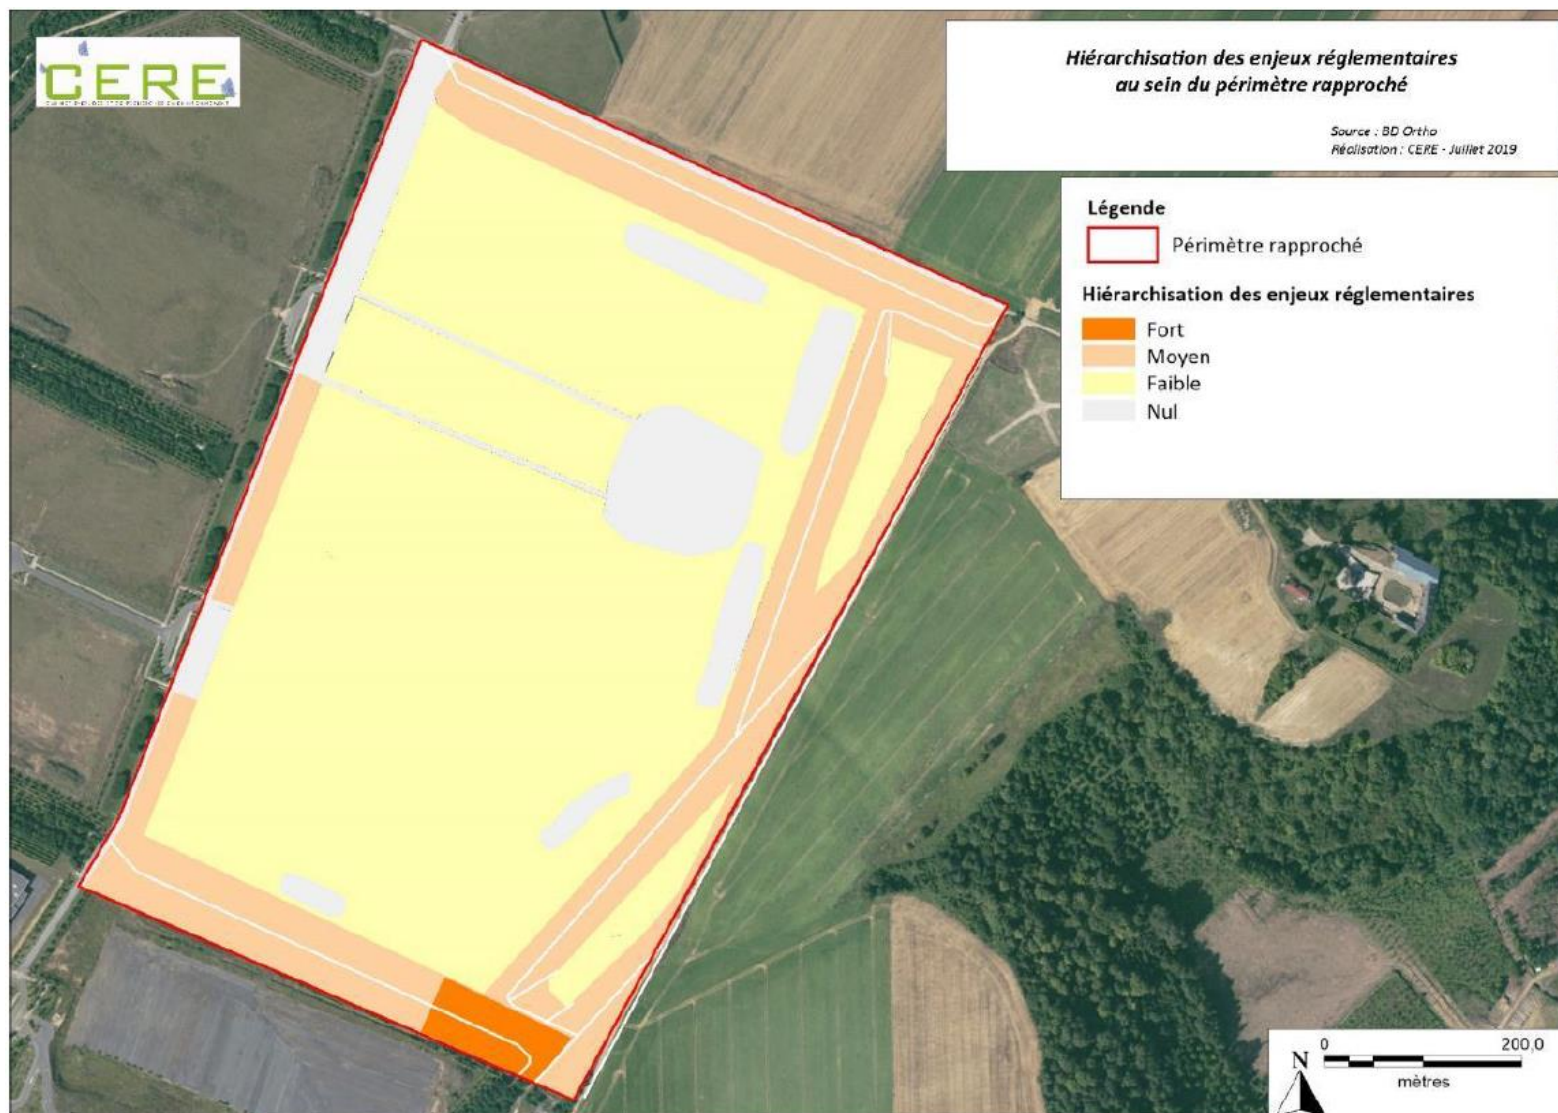 CERE
Hiérarchisation des enjeux réglementaires
au sein du périmètre rapproché
Source : BD Ortho
Réalisation : CERE - Juillet 2019
Légende
Périmètre rapproché
Hiérarchisation des enjeux réglementaires
Fort
Moyen
Faible
Nul
N
0 200,0
mètres